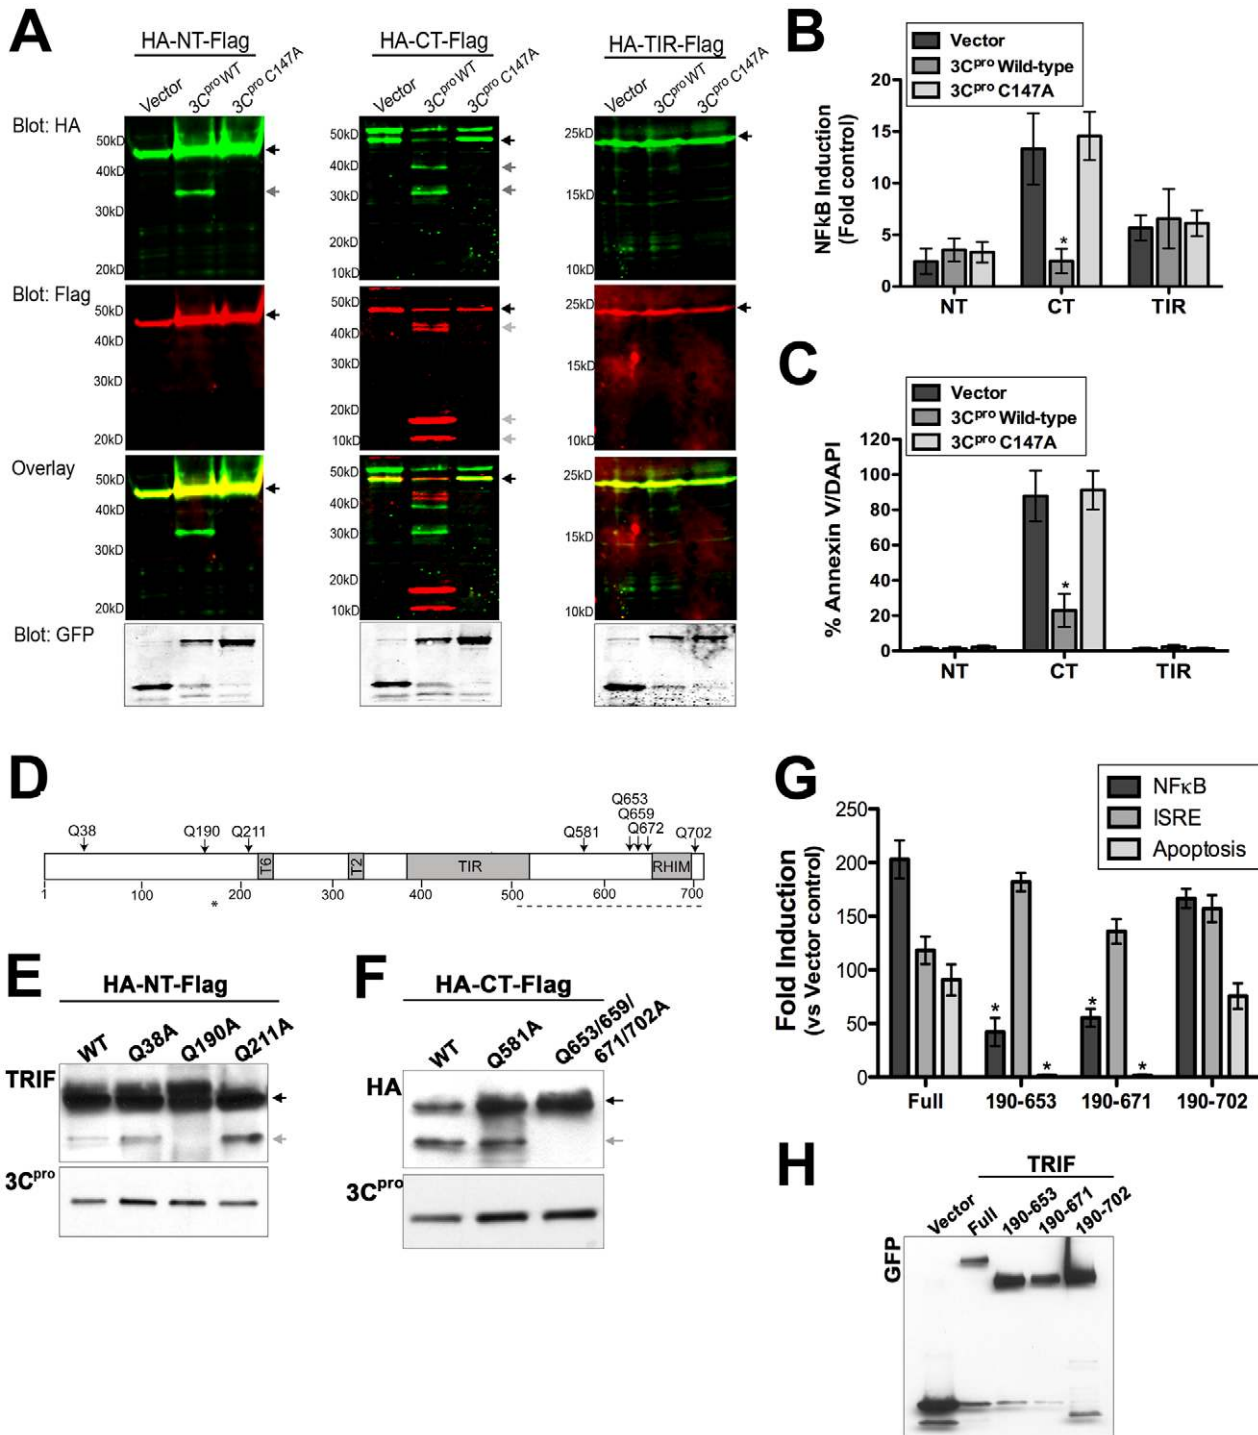 A
HA-NT-Flag
HA-CT-Flag
HA-TIR-Flag
Vector
3Cpro WT
3Cpro C147A
Vector
3Cpro WT
3Cpro C147A
Vector
3Cpro WT
3Cpro C147A
Blot: HA
50kD
40kD
30kD
20kD
50kD
40kD
30kD
20kD
10kD
25kD
15kD
10kD
Blot: Flag
50kD
40kD
30kD
20kD
50kD
40kD
30kD
20kD
10kD
25kD
15kD
10kD
Overlay
50kD
40kD
30kD
20kD
50kD
40kD
30kD
20kD
10kD
25kD
15kD
10kD
Blot: GFP
B
Vector
3Cpro Wild-type
3Cpro C147A
NFkB Induction
(Fold control)
20
15
10
5
0
*
NT
CT
TIR
C
Vector
3Cpro Wild-type
3Cpro C147A
% Annexin V/DAPI
120
100
80
60
40
20
0
*
NT
CT
TIR
D
Q38
Q190
Q211
Q581
Q653
Q659
Q672
Q702
T6
T2
TIR
RHIM
1
100
200
300
400
500
600
700
*
E
HA-NT-Flag
WT
Q38A
Q190A
Q211A
TRIF
3Cpro
F
HA-CT-Flag
WT
Q581A
Q653/659/
671/702A
HA
3Cpro
G
NFκB
ISRE
Apoptosis
Fold Induction
(vs Vector control)
250
200
150
100
50
0
*
*
*
*
Full
190-653
190-671
190-702
H
TRIF
Vector
Full
190-653
190-671
190-702
GFP